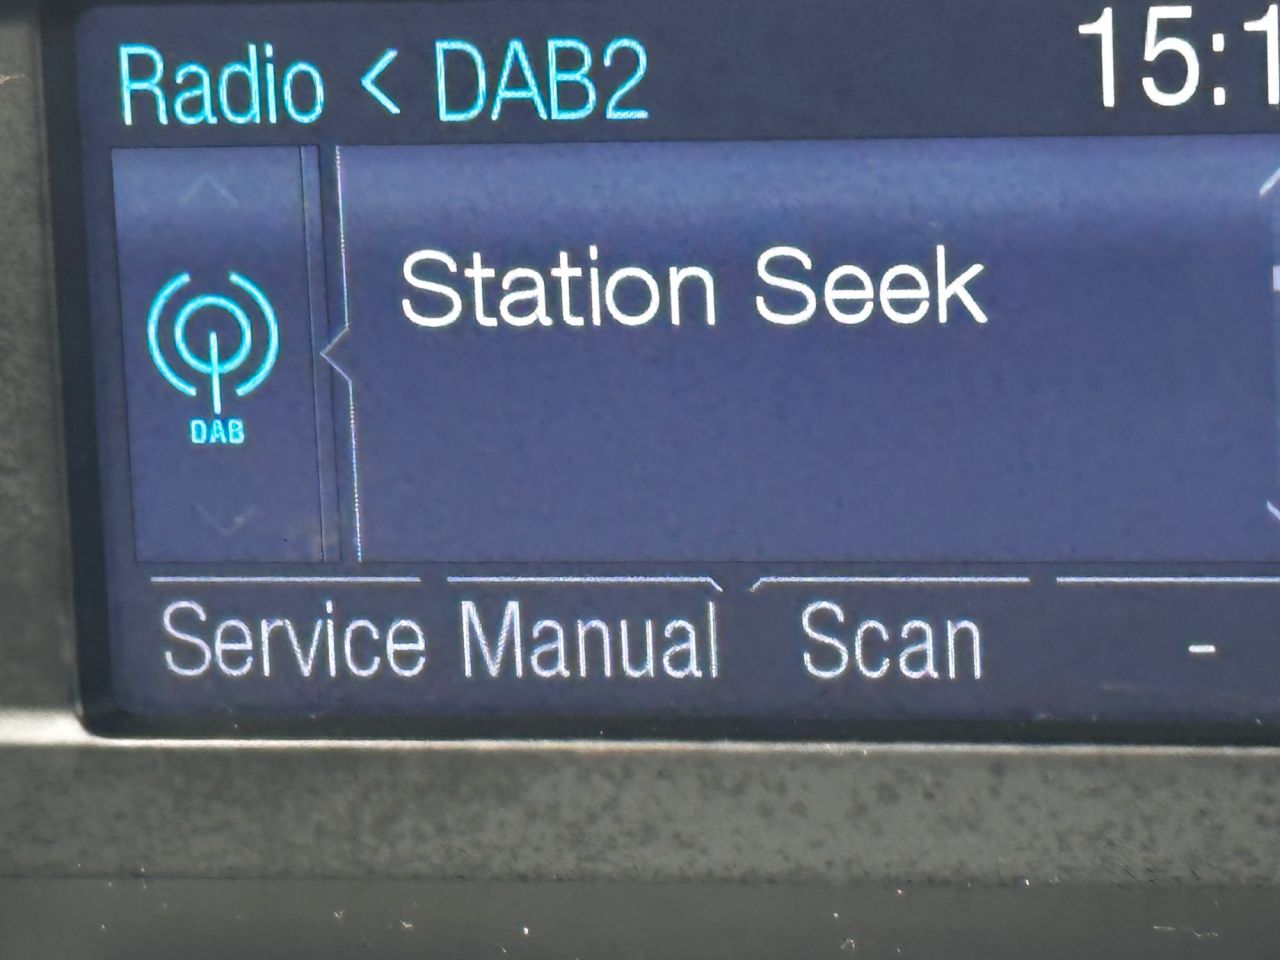 Radio < DAB2
15:1
Station Seek
DAB
Service Manual Scan -